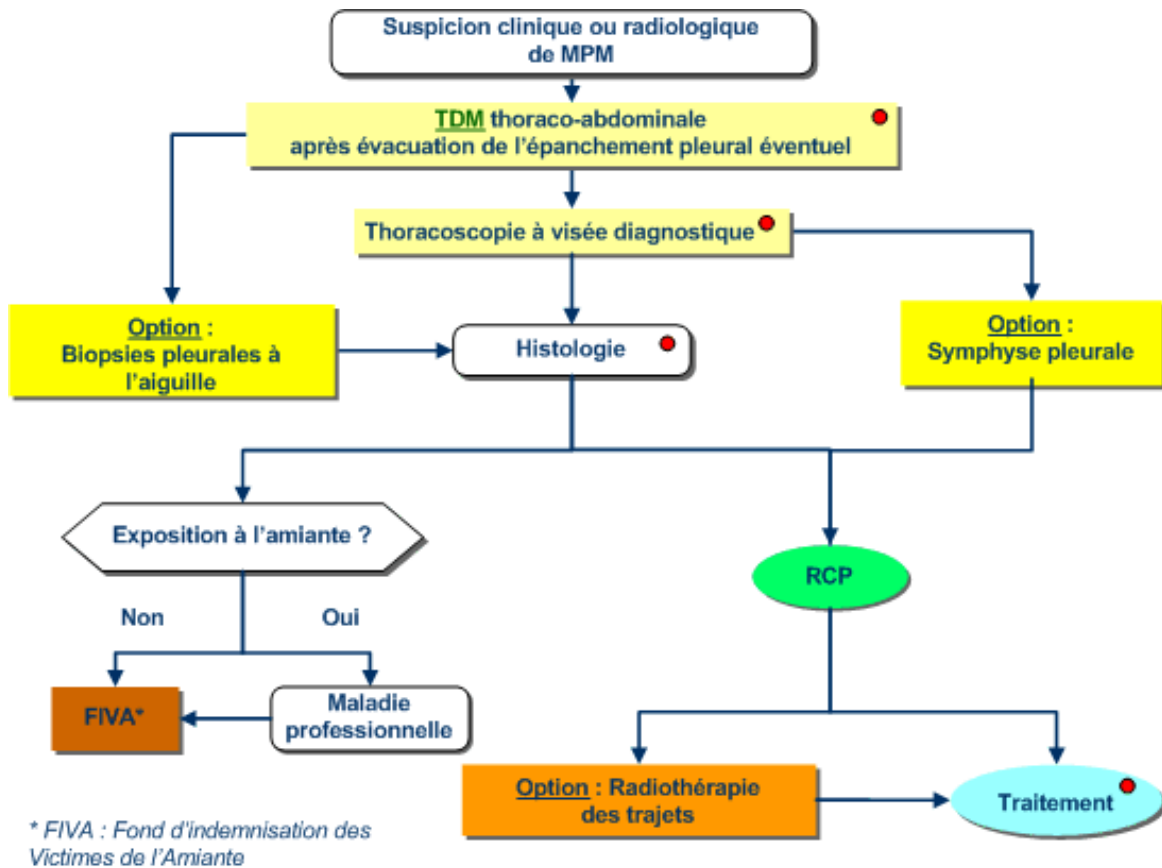 Suspicion clinique ou radiologique
de MPM
TDM thoraco-abdominale
après évacuation de l'épanchement pleural éventuel
Thoracoscopie à visée diagnostique
Option :
Biopsies pleurales à
l'aiguille
Histologie
Option :
Symphyse pleurale
Exposition à l'amiante ?
RCP
Non
Oui
FIVA*
Maladie
professionnelle
Option : Radiothérapie
des trajets
Traitement
* FIVA : Fond d'indemnisation des
Victimes de l'Amiante